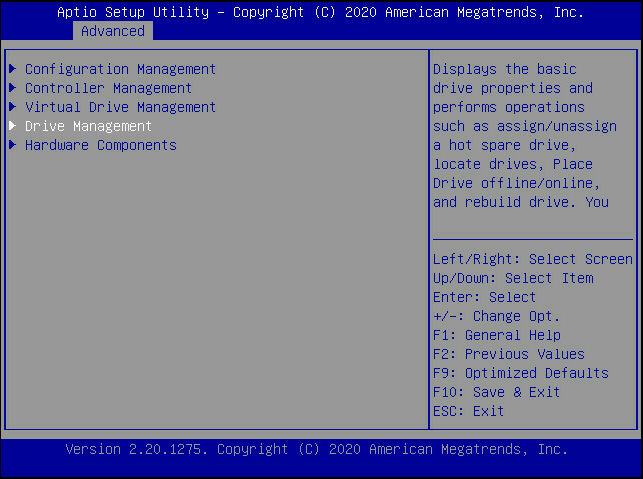 Aptio Setup Utility – Copyright (C) 2020 American Megatrends, Inc.
Advanced
Configuration Management
Controller Management
Virtual Drive Management
Drive Management
Hardware Components
Displays the basic
drive properties and
performs operations
such as assign/unassign
a hot spare drive,
locate drives, Place
Drive offline/online,
and rebuild drive. You
Left/Right: Select Screen
Up/Down: Select Item
Enter: Select
+/-: Change Opt.
F1: General Help
F2: Previous Values
F9: Optimized Defaults
F10: Save & Exit
ESC: Exit
Version 2.20.1275. Copyright (C) 2020 American Megatrends, Inc.